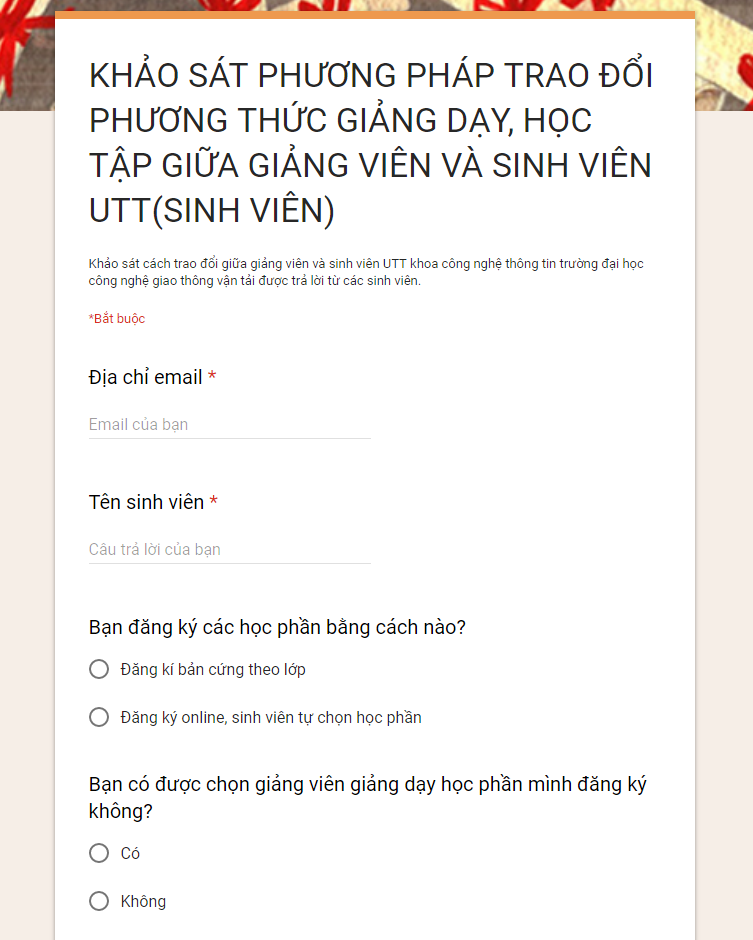 KHẢO SÁT PHƯƠNG PHÁP TRAO ĐỔI
PHƯƠNG THỨC GIẢNG DẠY, HỌC
TẬP GIỮA GIẢNG VIÊN VÀ SINH VIÊN
UTT(SINH VIÊN)
Khảo sát cách trao đổi giữa giảng viên và sinh viên UTT khoa công nghệ thông tin trường đại học
công nghệ giao thông vận tải được trả lời từ các sinh viên.
*Bắt buộc
Địa chỉ email *
Email của bạn
Tên sinh viên *
Câu trả lời của bạn
Bạn đăng ký các học phần bằng cách nào?
Đăng kí bản cứng theo lớp
Đăng ký online, sinh viên tự chọn học phần
Bạn có được chọn giảng viên giảng dạy học phần mình đăng ký
không?
Có
Không